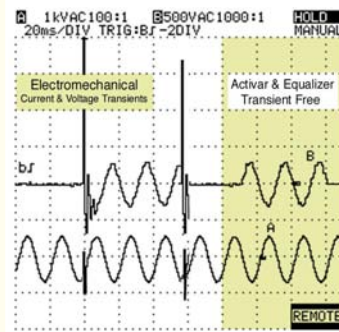 A 1kVAC100:1 B500VAC1000:1 HOLD
20ms/DIV TRIG:B∫-2DIV MANUAL
Electromechanical
Current & Voltage Transients
Activar & Equalizer
Transient Free
b∫
B
A
REMOTE